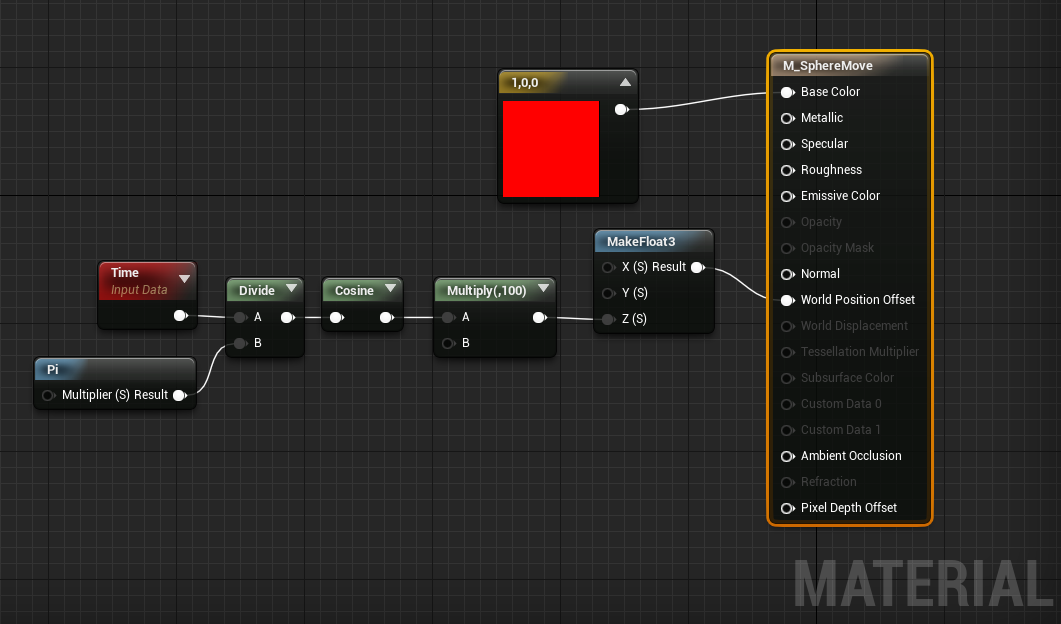 1,0,0
M_SphereMove
Base Color
Metallic
Specular
Roughness
Emissive Color
Opacity
Opacity Mask
Normal
World Position Offset
World Displacement
Tessellation Multiplier
Subsurface Color
Custom Data 0
Custom Data 1
Ambient Occlusion
Refraction
Pixel Depth Offset
MakeFloat3
X (S) Result
Y (S)
Z (S)
Time
Input Data
Divide
A
B
Cosine
Multiply(,100)
A
B
Pi
Multiplier (S) Result
MATERIAL